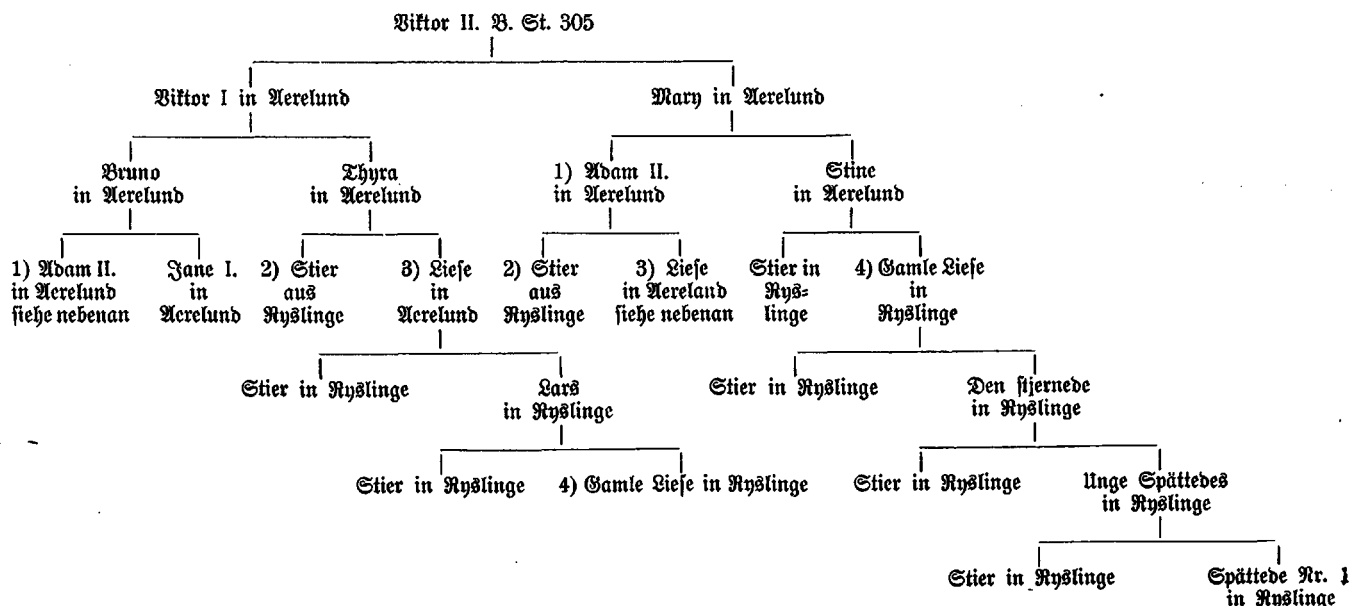 Viktor II. B. St. 305
Viktor I in Aerelund
Mary in Aerelund
Bruno
in Aerelund
Thyra
in Aerelund
1) Adam II.
in Aerelund
Stine
in Aerelund
1) Adam II.
in Aerelund
siehe nebenan
Jane I.
in
Aerelund
2) Stier
aus
Ryslinge
3) Liese
in
Aerelund
2) Stier
aus
Ryslinge
3) Liese
in Aereland
siehe nebenan
Stier in
Rys=
linge
4) Gamle Liese
in
Ryslinge
Stier in Ryslinge
Lars
in Ryslinge
Stier in Ryslinge
Den stjernede
in Ryslinge
Stier in Ryslinge
4) Gamle Liese in Ryslinge
Stier in Ryslinge
Unge Spättedes
in Ryslinge
Stier in Ryslinge
Spättede Nr. 1
in Ryslinge